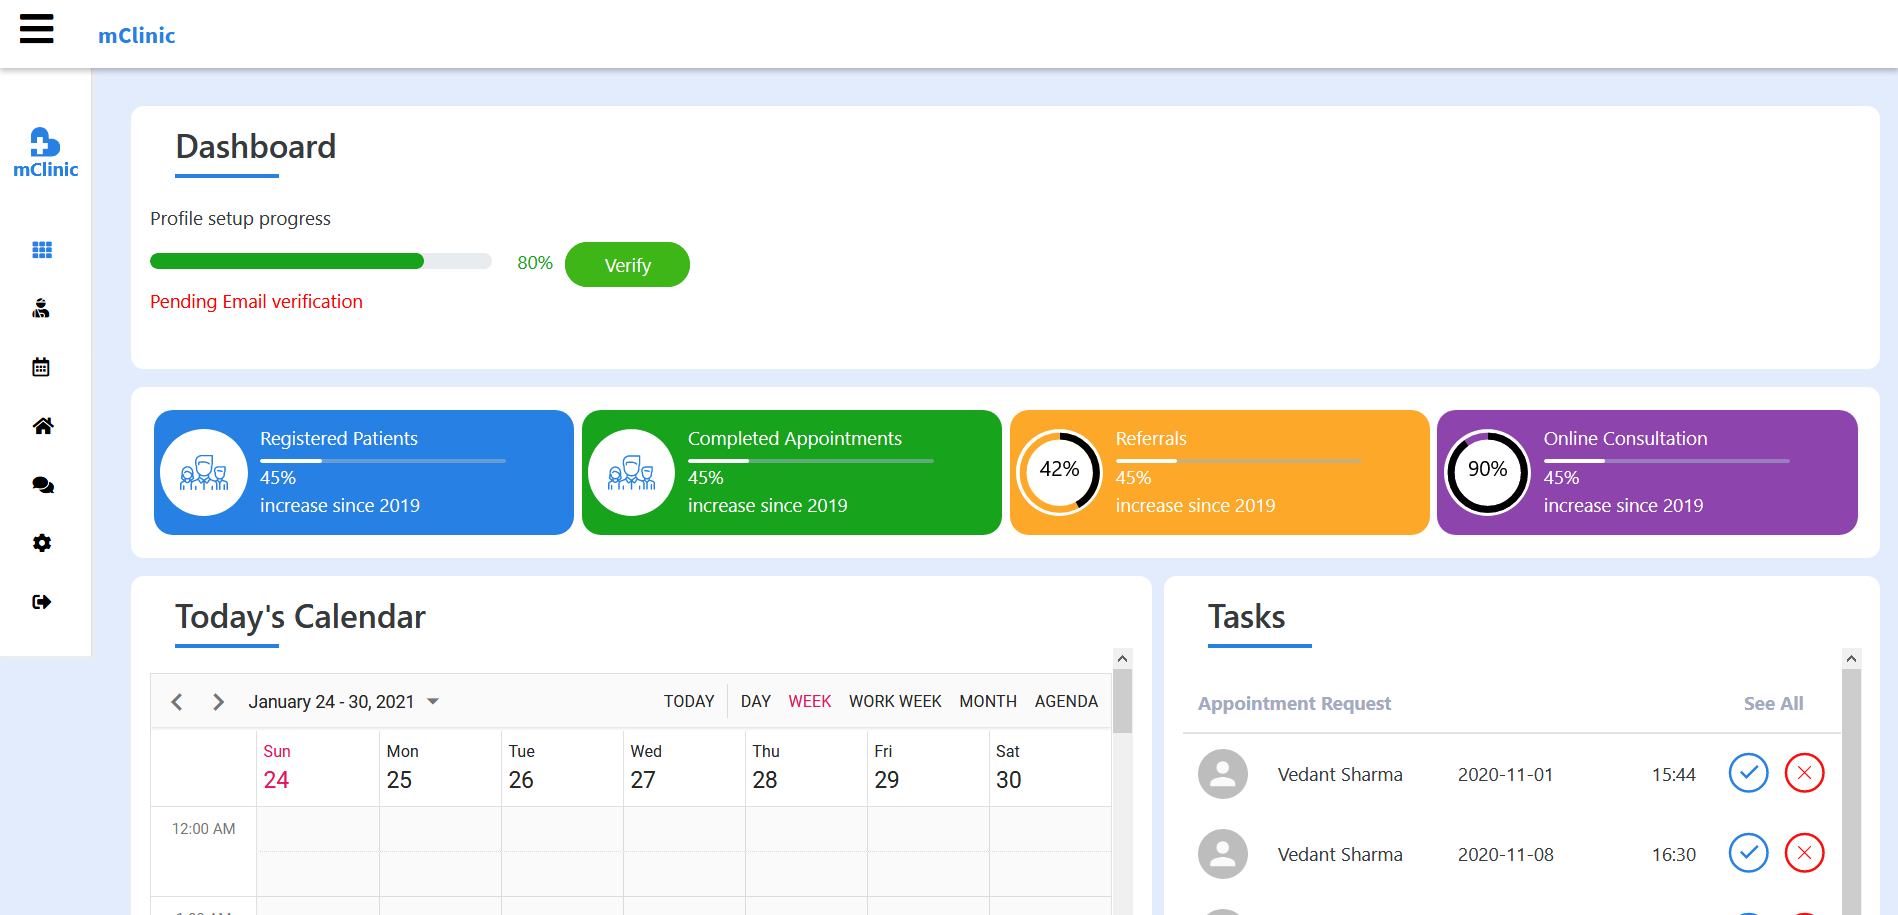 mClinic
mClinic
Dashboard
Profile setup progress
80%
Verify
Pending Email verification
Registered Patients
45%
increase since 2019
Completed Appointments
45%
increase since 2019
42%
Referrals
45%
increase since 2019
90%
Online Consultation
45%
increase since 2019
Today's Calendar
January 24 - 30, 2021
TODAY DAY WEEK WORK WEEK MONTH AGENDA
Sun Mon Tue Wed Thu Fri Sat
24 25 26 27 28 29 30
12:00 AM
Tasks
Appointment Request See All
Vedant Sharma 2020-11-01 15:44
Vedant Sharma 2020-11-08 16:30